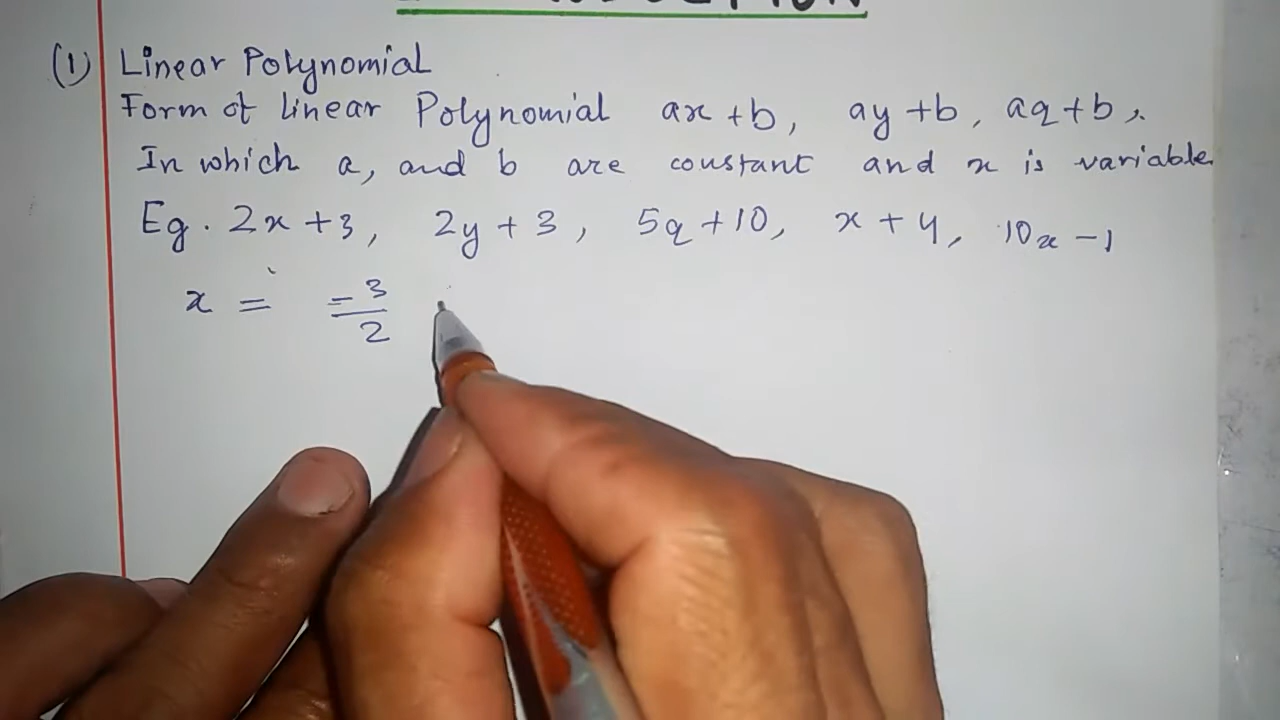 (1) Linear Polynomial
Form of linear Polynomial ax+b, ay+b, aq+b,
In which a, and b are constant and x is variable.
Eg. 2x+3, 2y+3, 5q+10, x+4, 10x-1
x = -3/2